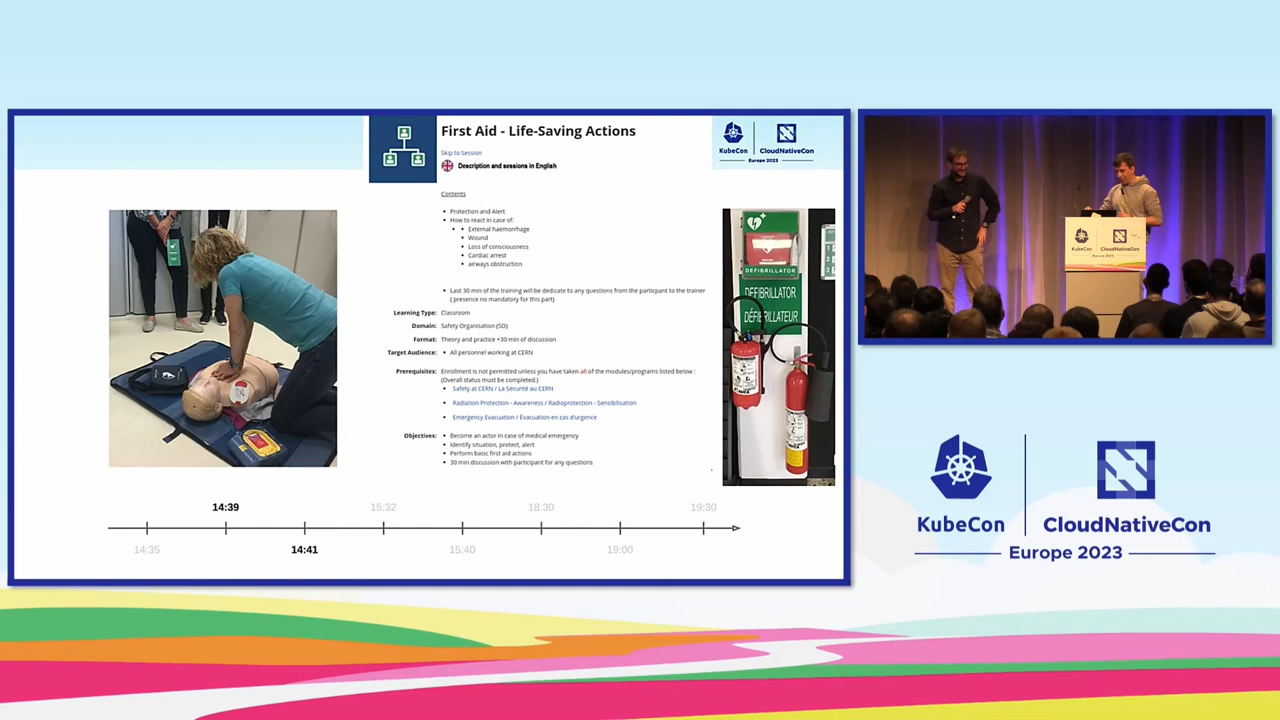 First Aid - Life-Saving Actions
Skip to Session
Description and sessions in English
Contents
Protection and Alert
How to react in case of:
External haemorrhage
Wound
Loss of consciousness
Cardiac arrest
airways obstruction
Last 30 min of the training will be dedicate to any questions from the participant to the trainer
( presence no mandatory for this part)
Learning Type: Classroom
Domain: Safety Organisation (SO)
Format: Theory and practice +30 min of discussion
Target Audience: All personnel working at CERN
Prerequisites: Enrollment is not permitted unless you have taken all of the modules/programs listed below :
(Overall status must be completed.)
Safety at CERN / La Sécurité au CERN
Radiation Protection - Awareness / Radioprotection - Sensibilisation
Emergency Evacuation / Évacuation en cas d'urgence
Objectives: Become an actor in case of medical emergency
Identify situation, protect, alert
Perform basic first aid actions
30 min discussion with participant for any questions
KubeCon CloudNativeCon
Europe 2023
DEFIBRILLATOR
DEFIBRILLATOR
DÉFIBRILLATEUR
14:39 15:32 18:30 19:30
14:35 14:41 15:40 19:00
KubeCon CloudNativeCon
Europe 2023
KubeCon CloudNativeCon
Europe 2023